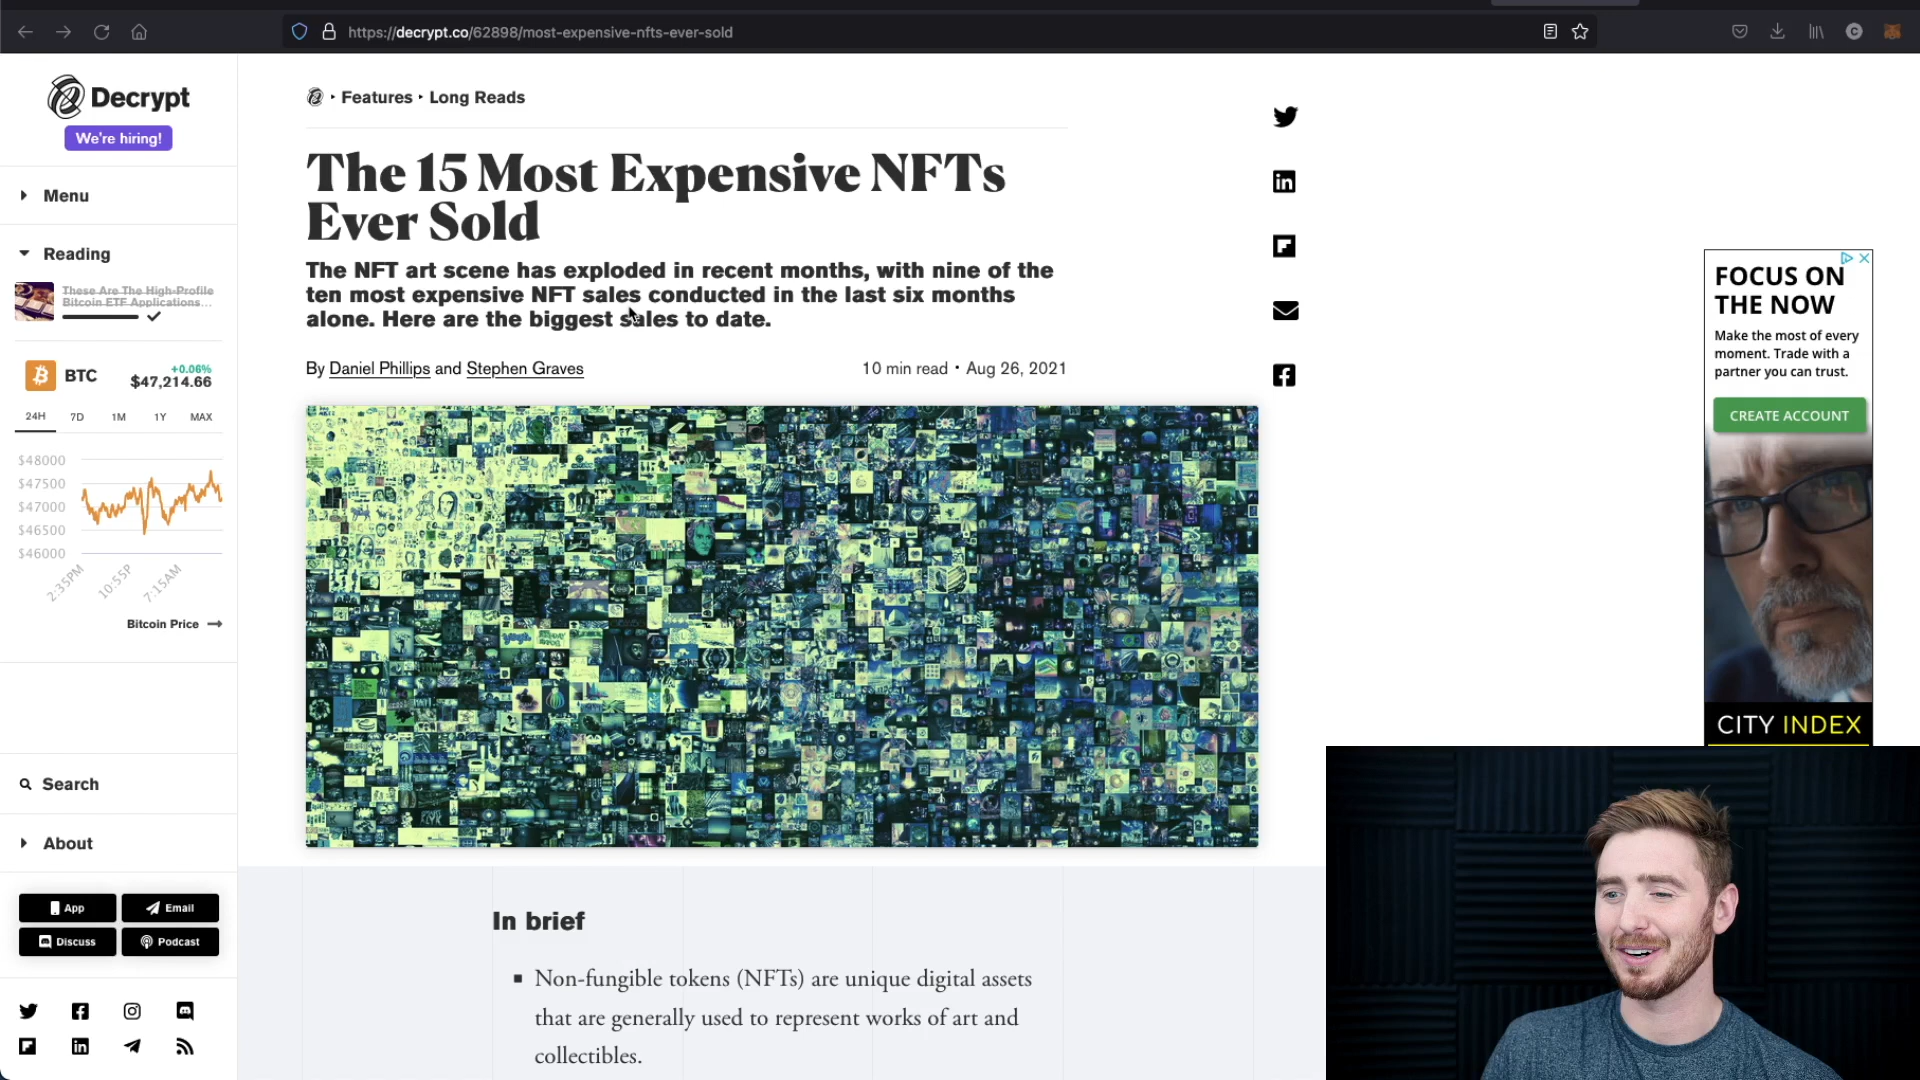 https://decrypt.co/62898/most-expensive-nfts-ever-sold
Decrypt
We're hiring!
Menu
Reading
These Are The High-Profile
Bitcoin ETF Applications...
BTC
+0.06%
$47,214.66
24H 7D 1M 1Y MAX
$48000
$47500
$47000
$46500
$46000
2:35PM 10:55P 7:15AM
Bitcoin Price →
Search
About
App Email
Discuss Podcast
Features • Long Reads
The 15 Most Expensive NFTs
Ever Sold
The NFT art scene has exploded in recent months, with nine of the
ten most expensive NFT sales conducted in the last six months
alone. Here are the biggest sales to date.
By Daniel Phillips and Stephen Graves
10 min read • Aug 26, 2021
In brief
Non-fungible tokens (NFTs) are unique digital assets
that are generally used to represent works of art and
collectibles.
FOCUS ON
THE NOW
Make the most of every
moment. Trade with a
partner you can trust.
CREATE ACCOUNT
CITY INDEX